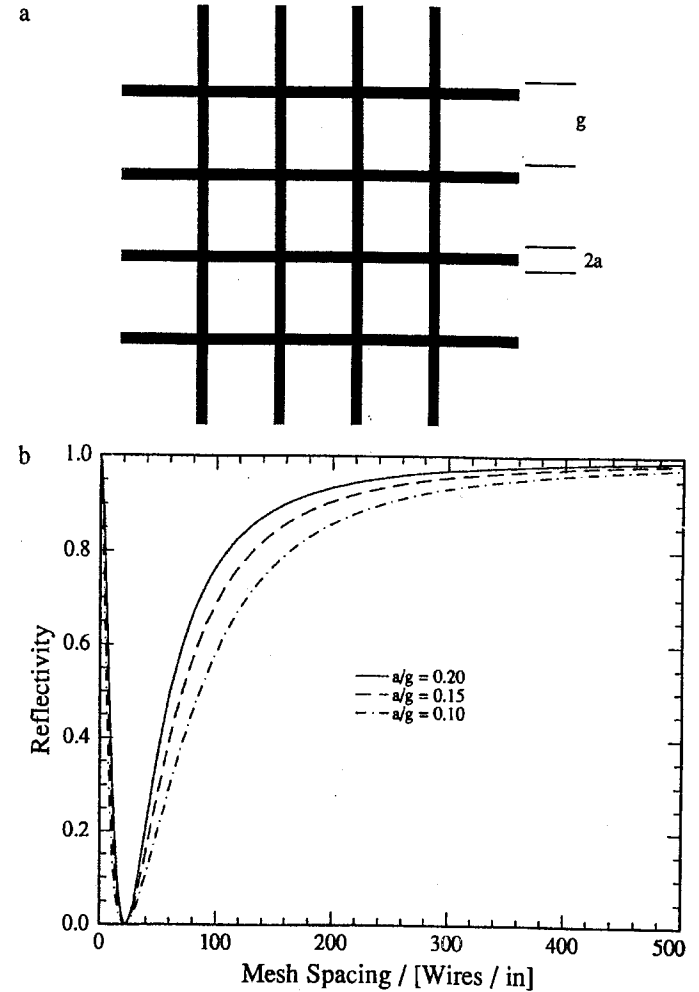 a
g
2a
b
1.0
0.8
0.6
0.4
0.2
0.0
Reflectivity
a/g = 0.20
a/g = 0.15
a/g = 0.10
0 100 200 300 400 500
Mesh Spacing / [Wires / in]